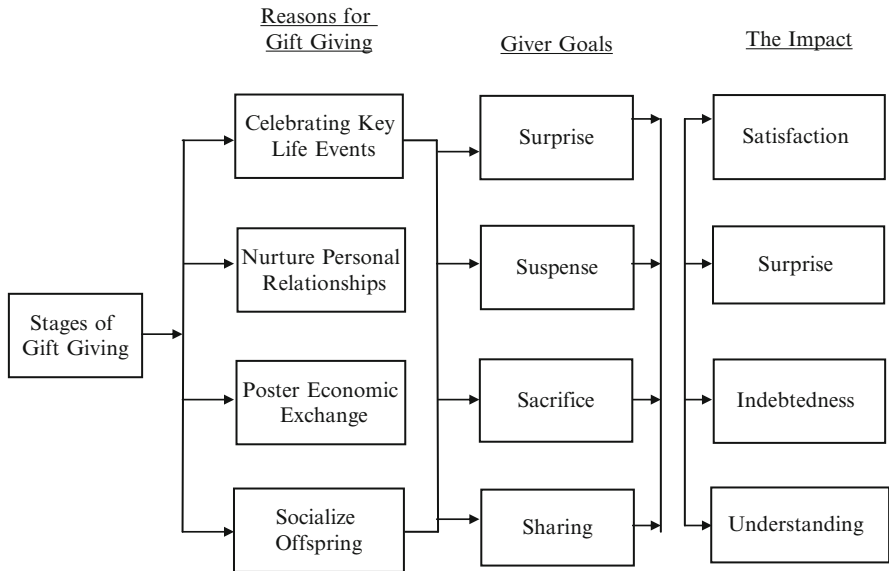 Reasons for
Gift Giving
Giver Goals
The Impact
Celebrating Key
Life Events
Surprise
Satisfaction
Nurture Personal
Relationships
Suspense
Surprise
Stages of
Gift Giving
Poster Economic
Exchange
Sacrifice
Indebtedness
Socialize
Offspring
Sharing
Understanding